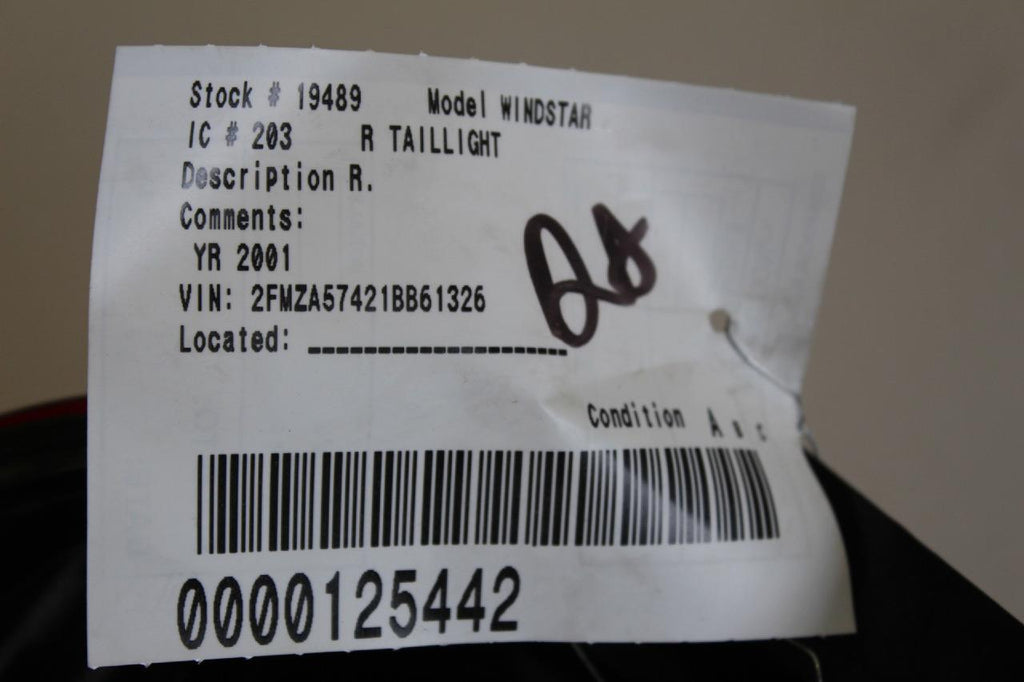 Stock # 19489 Model WINDSTAR
IC # 203 R TAILLIGHT
Description R.
Comments:
YR 2001
VIN: 2FMZA57421BB61326
Located: ___________________
Condition A
0000125442